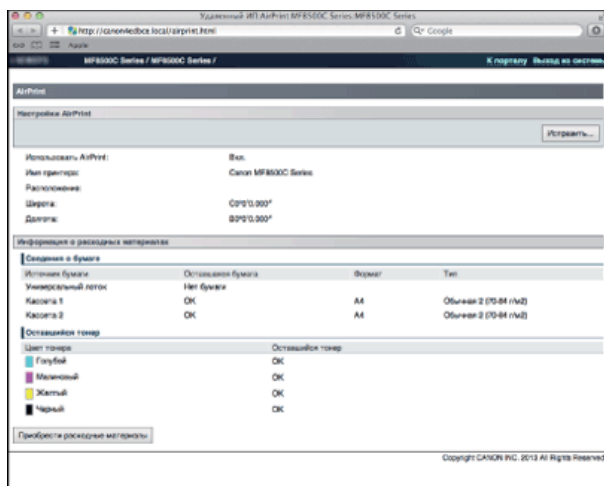 Удаленный ИП AirPrint:MF8500C Series:MF8500C Series
http://canon4edbce.local/airprint.html
Google
Apple
MF8500C Series / MF8500C Series /
К порталу Выход из системы
AirPrint
Настройки AirPrint
Исправить...
Использовать AirPrint: Вкл.
Имя принтера: Canon MF8500C Series
Расположение:
Широта: С0°0'0.000"
Долгота: В0°0'0.000"
Информация о расходных материалах
Сведения о бумаге
Источник бумаги Оставшаяся бумага Формат Тип
Универсальный лоток Нет бумаги
Кассета 1 OK A4 Обычная 2 (70-84 г/м2)
Кассета 2 OK A4 Обычная 2 (70-84 г/м2)
Оставшийся тонер
Цвет тонера Оставшийся тонер
Голубой OK
Малиновый OK
Желтый OK
Черный OK
Приобрести расходные материалы
Copyright CANON INC. 2013 All Rights Reserved